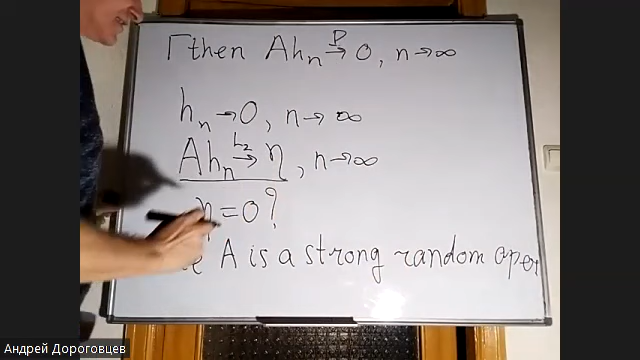 then Ahₙ →ᴾ 0, n→∞
hₙ→0, n→∞
Ahₙ →ᴸ² η, n→∞
η=0?
A is a strong random oper
Андрей Дороговцев